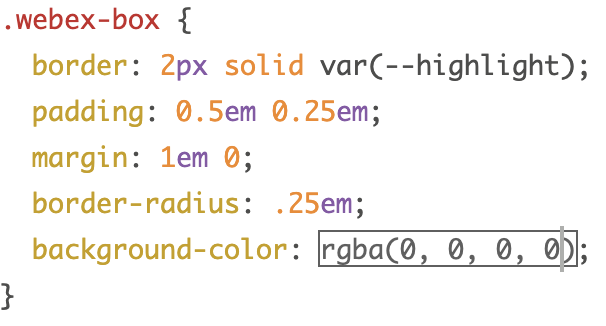 .webex-box {
  border: 2px solid var(--highlight);
  padding: 0.5em 0.25em;
  margin: 1em 0;
  border-radius: .25em;
  background-color: rgba(0, 0, 0, 0);
}